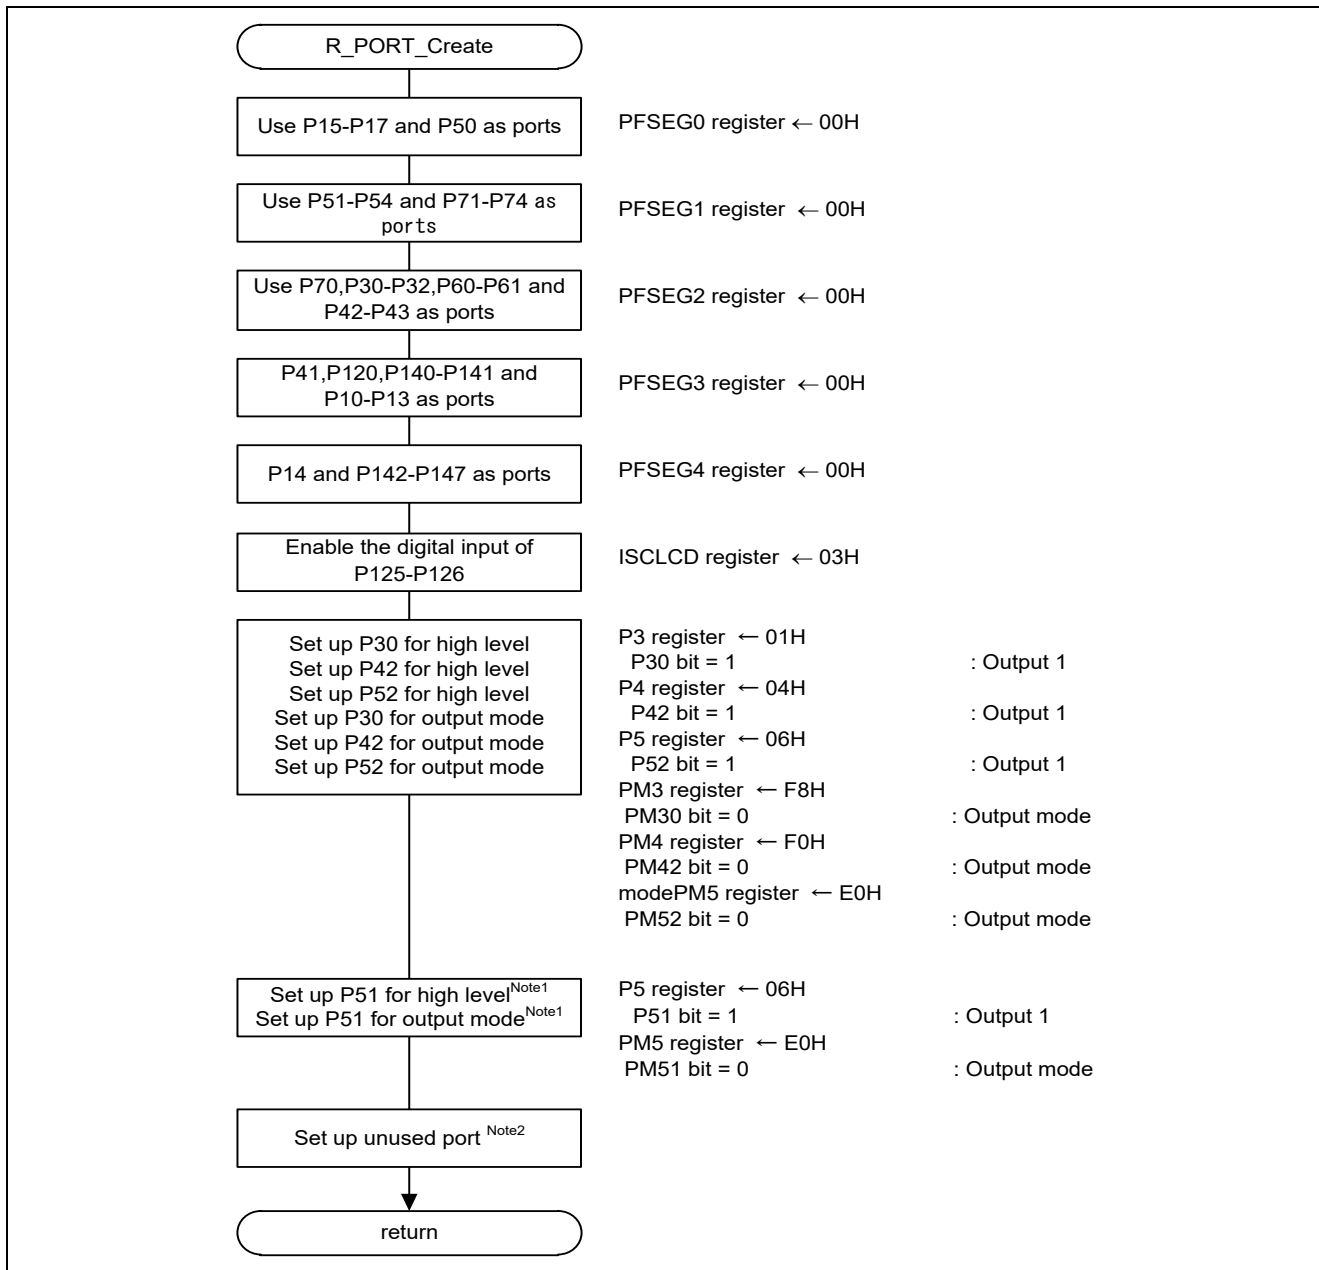 R_PORT_Create
Use P15-P17 and P50 as ports
PFSEG0 register ← 00H
Use P51-P54 and P71-P74 as
ports
PFSEG1 register ← 00H
Use P70,P30-P32,P60-P61 and
P42-P43 as ports
PFSEG2 register ← 00H
P41,P120,P140-P141 and
P10-P13 as ports
PFSEG3 register ← 00H
P14 and P142-P147 as ports
PFSEG4 register ← 00H
Enable the digital input of
P125-P126
ISCLCD register ← 03H
Set up P30 for high level
Set up P42 for high level
Set up P52 for high level
Set up P30 for output mode
Set up P42 for output mode
Set up P52 for output mode
P3 register ← 01H
P30 bit = 1 : Output 1
P4 register ← 04H
P42 bit = 1 : Output 1
P5 register ← 06H
P52 bit = 1 : Output 1
PM3 register ← F8H
PM30 bit = 0 : Output mode
PM4 register ← F0H
PM42 bit = 0 : Output mode
modePM5 register ← E0H
PM52 bit = 0 : Output mode
Set up P51 for high level Note1
Set up P51 for output mode Note1
P5 register ← 06H
P51 bit = 1 : Output 1
PM5 register ← E0H
PM51 bit = 0 : Output mode
Set up unused port Note2
return